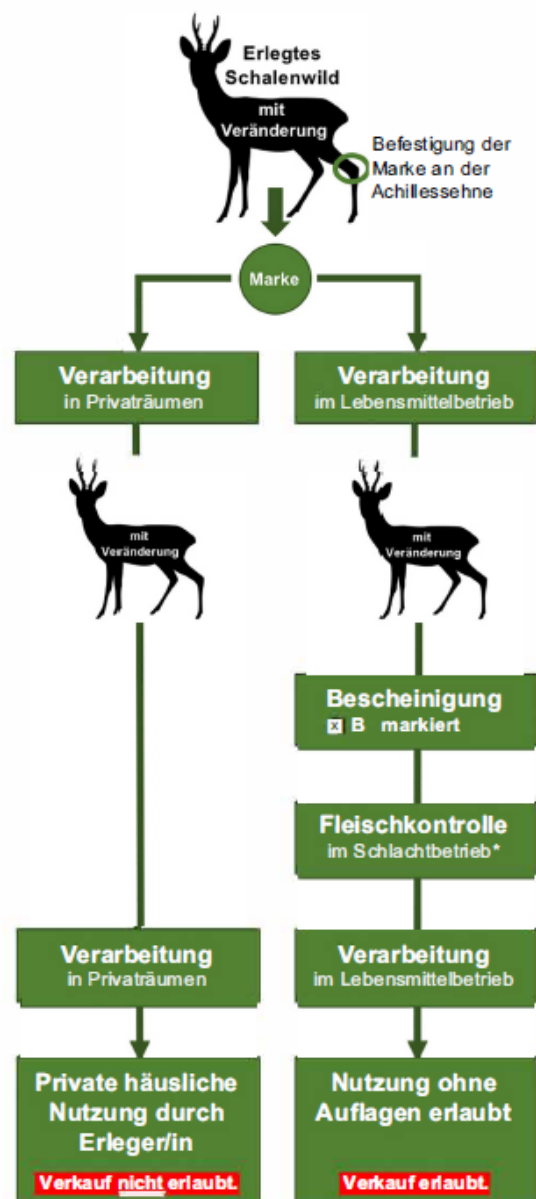 Erlegtes
Schalenwild
mit
Veränderung
Befestigung der
Marke an der
Achillessehne
Marke
Verarbeitung
in Privaträumen
Verarbeitung
im Lebensmittelbetrieb
mit
Veränderung
mit
Veränderung
Bescheinigung
x B markiert
Fleischkontrolle
im Schlachtbetrieb*
Verarbeitung
in Privaträumen
Verarbeitung
im Lebensmittelbetrieb
Private häusliche
Nutzung durch
Erleger/in
Verkauf nicht erlaubt.
Nutzung ohne
Auflagen erlaubt
Verkauf erlaubt.